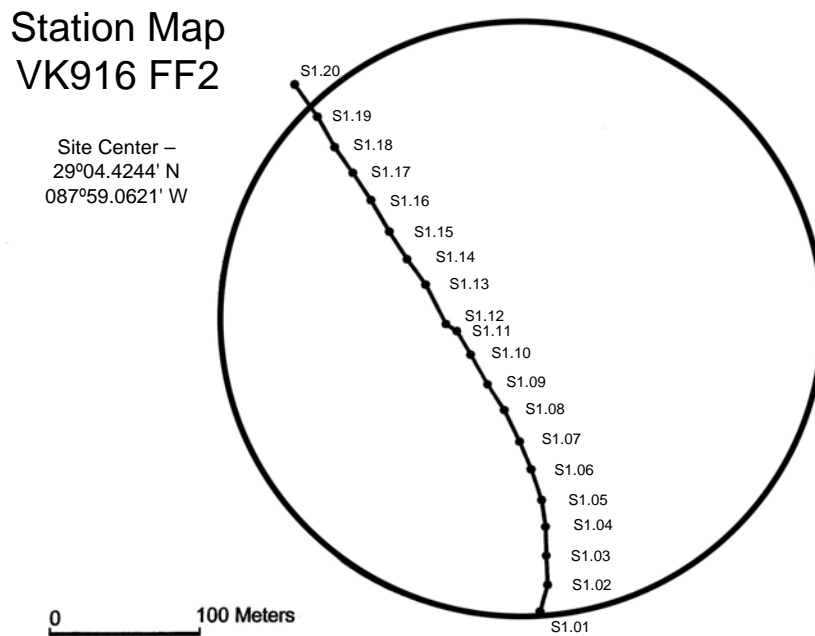 Station Map
VK916 FF2
Site Center –
29º04.4244' N
087º59.0621' W
S1.20
S1.19
S1.18
S1.17
S1.16
S1.15
S1.14
S1.13
S1.12
S1.11
S1.10
S1.09
S1.08
S1.07
S1.06
S1.05
S1.04
S1.03
S1.02
S1.01
0 100 Meters